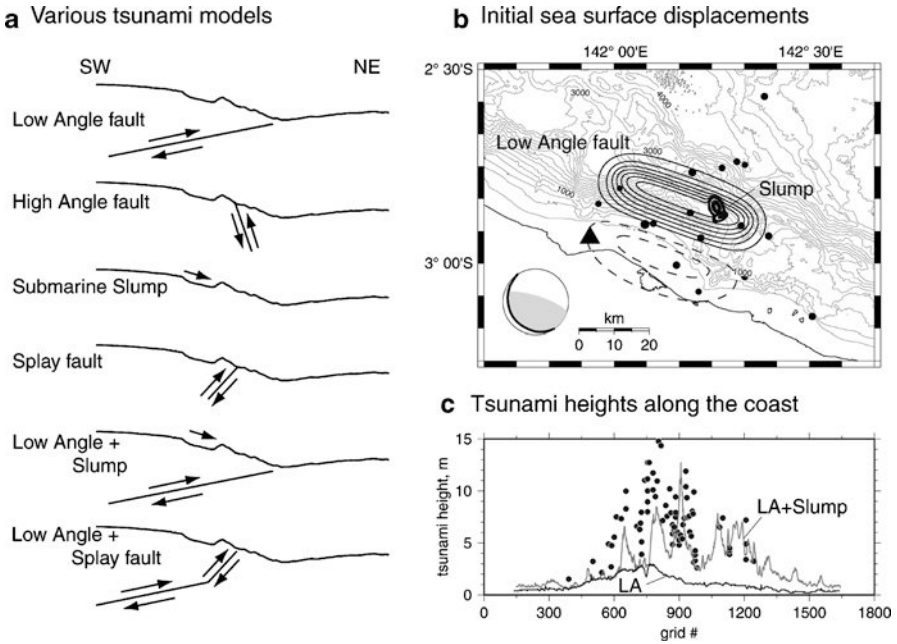 a Various tsunami models
SW NE
Low Angle fault
High Angle fault
Submarine Slump
Splay fault
Low Angle +
Slump
Low Angle +
Splay fault
b Initial sea surface displacements
142° 00'E 142° 30'E
2° 30'S
3° 00'S
3000
4000
3000
1000
1000
Low Angle fault
Slump
km
0 10 20
c Tsunami heights along the coast
15
10
5
0
tsunami height, m
LA+Slump
LA
0 300 600 900 1200 1500 1800
grid #